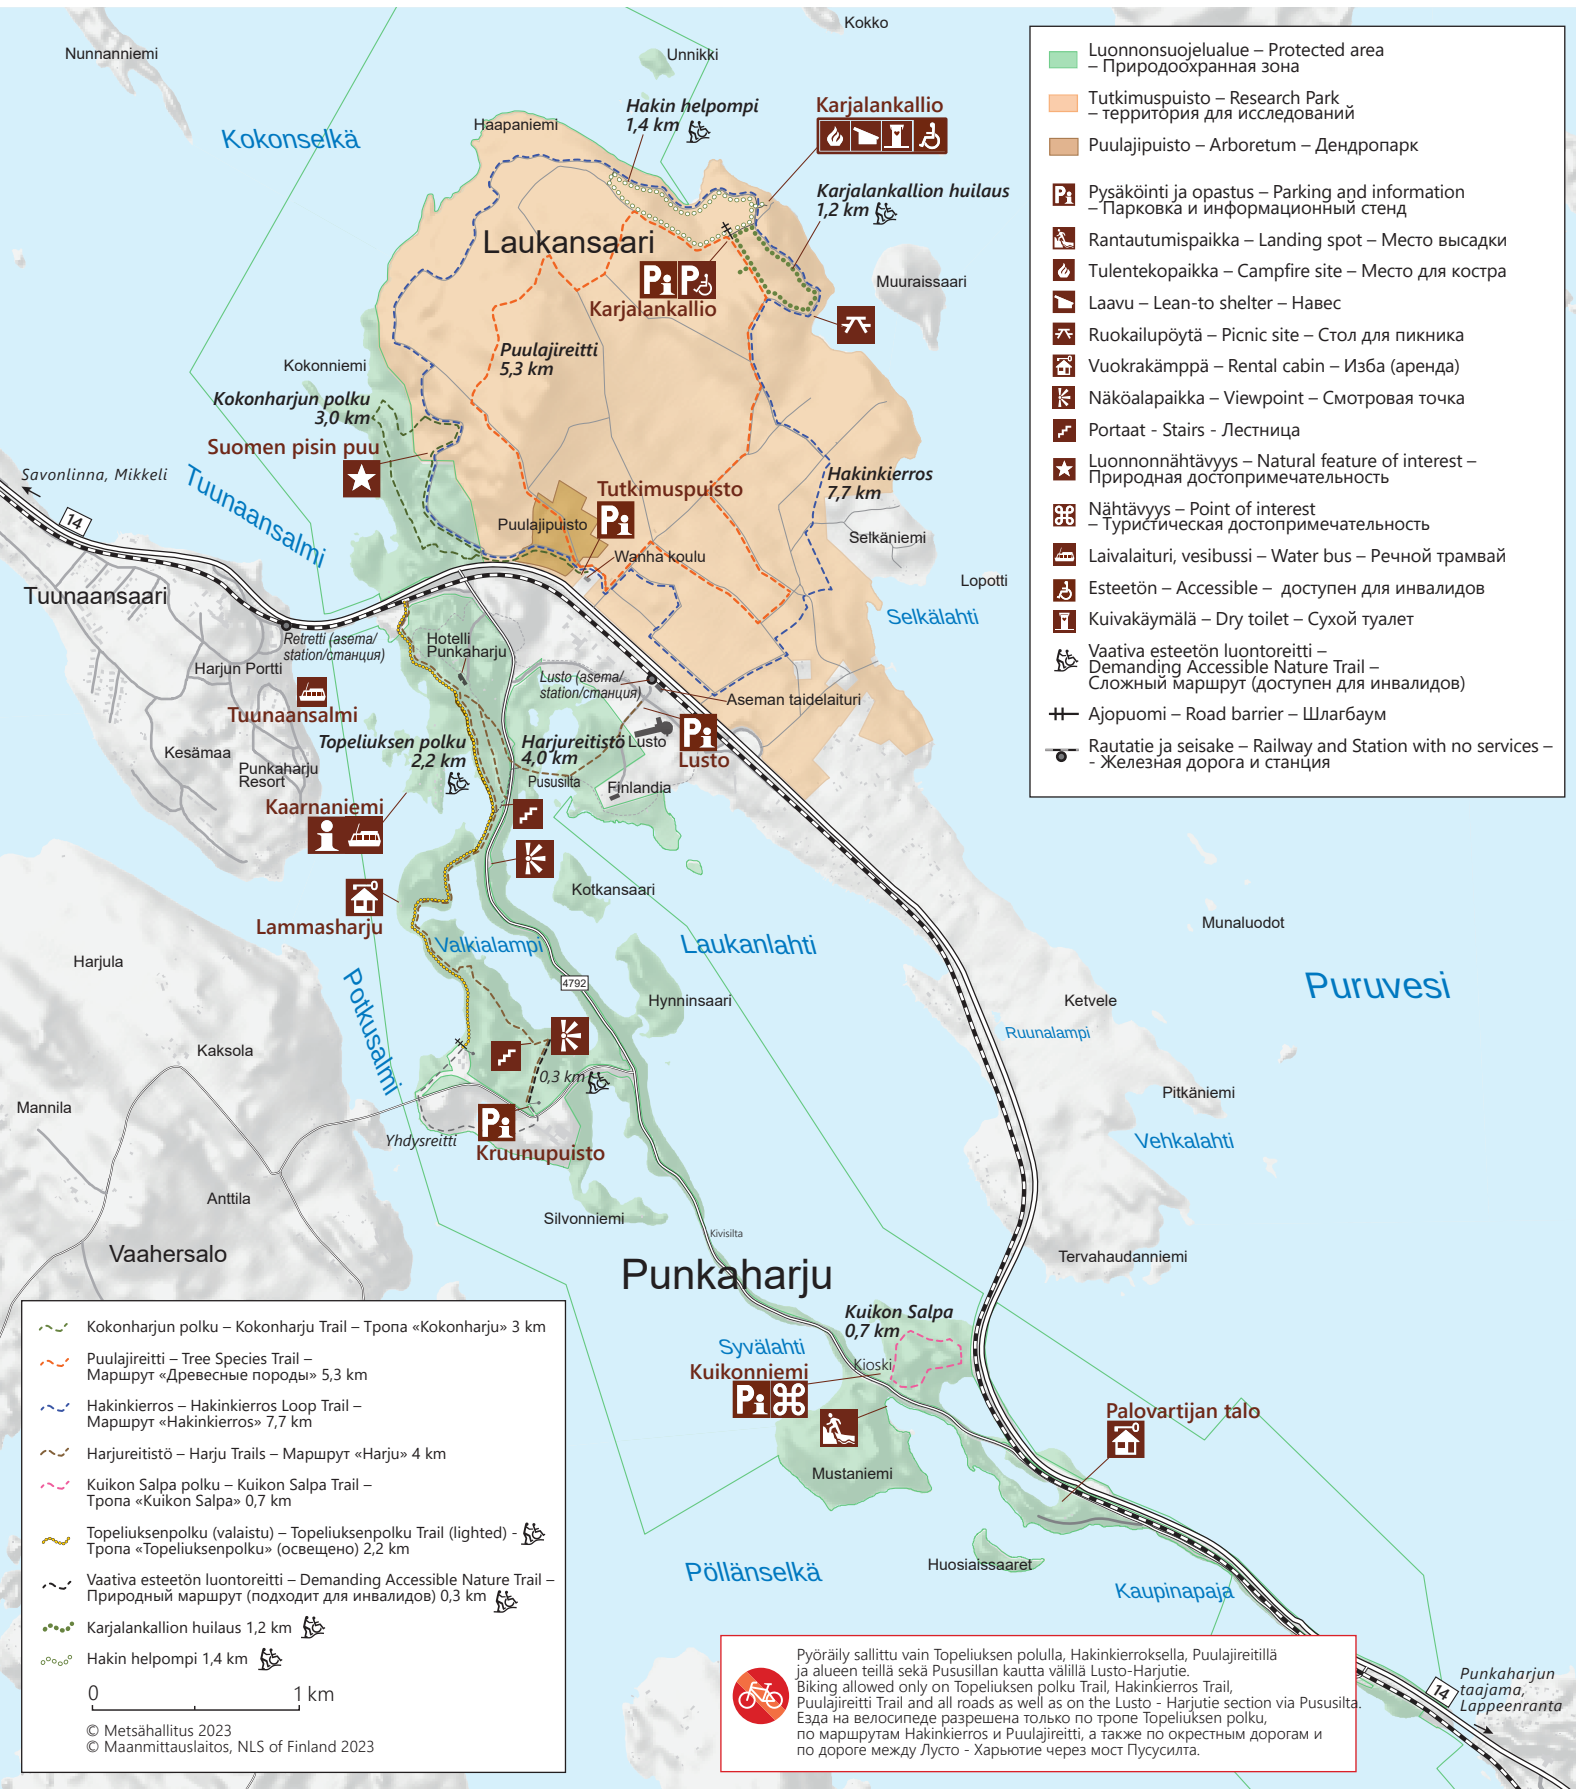 Kokko
Nunnanniemi
Unnikki
Kokonselkä
Haapaniemi
Hakin helpompi
1,4 km
Karjalankallio
Karjalankallion huilaus
1,2 km
Laukansaari
Muuraissaari
Karjalankallio
Puulajireitti
5,3 km
Kokonniemi
Kokonharjun polku
3,0 km
Suomen pisin puu
Savonlinna, Mikkeli
14
Tuunaansalmi
Hakinkierros
7,7 km
Tutkimuspuisto
Puulajipuisto
Wanha koulu
Selkäniemi
Lopotti
Selkälahti
Tuunaansaari
Retretti (asema/
station/станция)
Harjun Portti
Hotelli
Punkaharju
Lusto (asema/
station/станция)
Aseman taidelaituri
Tuunaansalmi
Kesämaa
Punkaharju
Resort
Topeliuksen polku
2,2 km
Harjureitistö
4,0 km
Lusto
Lusto
Pususilta
Finlandia
Kaarnaniemi
Kotkansaari
Lammasharju
Valkialampi
Laukanlahti
Munaluodot
Harjula
Potkusalmi
4792
Hynninsaari
Ketvele
Puruvesi
Ruunalampi
Kaksola
0,3 km
Mannila
Pitkäniemi
Vehkalahti
Yhdysreitti
Kruunupuisto
Anttila
Silvonniemi
Kivisilta
Vaahersalo
Tervahaudanniemi
Punkaharju
Kuikon Salpa
0,7 km
Syvälahti
Kioski
Kuikonniemi
Palovartijan talo
Mustaniemi
Huosiaissaaret
Pöllänselkä
Kaupinapaja
14
Punkaharjun
taajama,
Lappeenranta
Luonnonsuojelualue – Protected area
– Природоохранная зона
Tutkimuspuisto – Research Park
– территория для исследований
Puulajipuisto – Arboretum – Дендропарк
Pysäköinti ja opastus – Parking and information
– Парковка и информационный стенд
Rantautumispaikka – Landing spot – Место высадки
Tulentekopaikka – Campfire site – Место для костра
Laavu – Lean-to shelter – Навес
Ruokailupöytä – Picnic site – Стол для пикника
Vuokrakämppä – Rental cabin – Изба (аренда)
Näköalapaikka – Viewpoint – Смотровая точка
Portaat - Stairs - Лестница
Luonnonnähtävyys – Natural feature of interest –
Природная достопримечательность
Nähtävyys – Point of interest
– Туристическая достопримечательность
Laivalaituri, vesibussi – Water bus – Речной трамвай
Esteetön – Accessible – доступен для инвалидов
Kuivakäymälä – Dry toilet – Сухой туалет
Vaativa esteetön luontoreitti –
Demanding Accessible Nature Trail –
Сложный маршрут (доступен для инвалидов)
Ajopuomi – Road barrier – Шлагбаум
Rautatie ja seisake – Railway and Station with no services –
- Железная дорога и станция
Kokonharjun polku – Kokonharju Trail – Тропа «Kokonharju» 3 km
Puulajireitti – Tree Species Trail –
Маршрут «Древесные породы» 5,3 km
Hakinkierros – Hakinkierros Loop Trail –
Маршрут «Hakinkierros» 7,7 km
Harjureitistö – Harju Trails – Маршрут «Harju» 4 km
Kuikon Salpa polku – Kuikon Salpa Trail –
Тропа «Kuikon Salpa» 0,7 km
Topeliuksenpolku (valaistu) – Topeliuksenpolku Trail (lighted) -
Тропа «Topeliuksenpolku» (освещено) 2,2 km
Vaativa esteetön luontoreitti – Demanding Accessible Nature Trail –
Природный маршрут (подходит для инвалидов) 0,3 km
Karjalankallion huilaus 1,2 km
Hakin helpompi 1,4 km
0 1 km
© Metsähallitus 2023
© Maanmittauslaitos, NLS of Finland 2023
Pyöräily sallittu vain Topeliuksen polulla, Hakinkierroksella, Puulajireitillä
ja alueen teillä sekä Pususillan kautta välillä Lusto-Harjutie.
Biking allowed only on Topeliuksen polku Trail, Hakinkierros Trail,
Puulajireitti Trail and all roads as well as on the Lusto - Harjutie section via Pususilta.
Езда на велосипеде разрешена только по тропе Topeliuksen polku,
по маршрутам Hakinkierros и Puulajireitti, а также по окрестным дорогам и
по дороге между Лусто - Харьютие через мост Пусусилта.